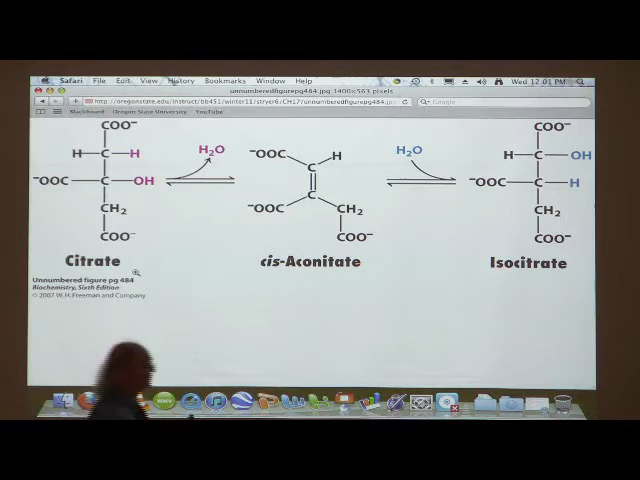 Safari File Edit View History Bookmarks Window Help Wed 12:01 PM
unnumberedfigurepg484.jpg 1400×563 pixels
http://oregonstate.edu/instruct/bb451/winter11/stryer6/CH17/unnumberedfigurepg484.jpg
Google
Blackboard Oregon State University YouTube
COO⁻ COO⁻
H C H H₂O ⁻OOC H H₂O H C OH
C
⁻OOC C OH ⁻OOC C H
C
CH₂ ⁻OOC CH₂ CH₂
COO⁻ COO⁻ COO⁻
Citrate cis-Aconitate Isocitrate
Unnumbered figure pg 484
Biochemistry, Sixth Edition
© 2007 W. H. Freeman and Company